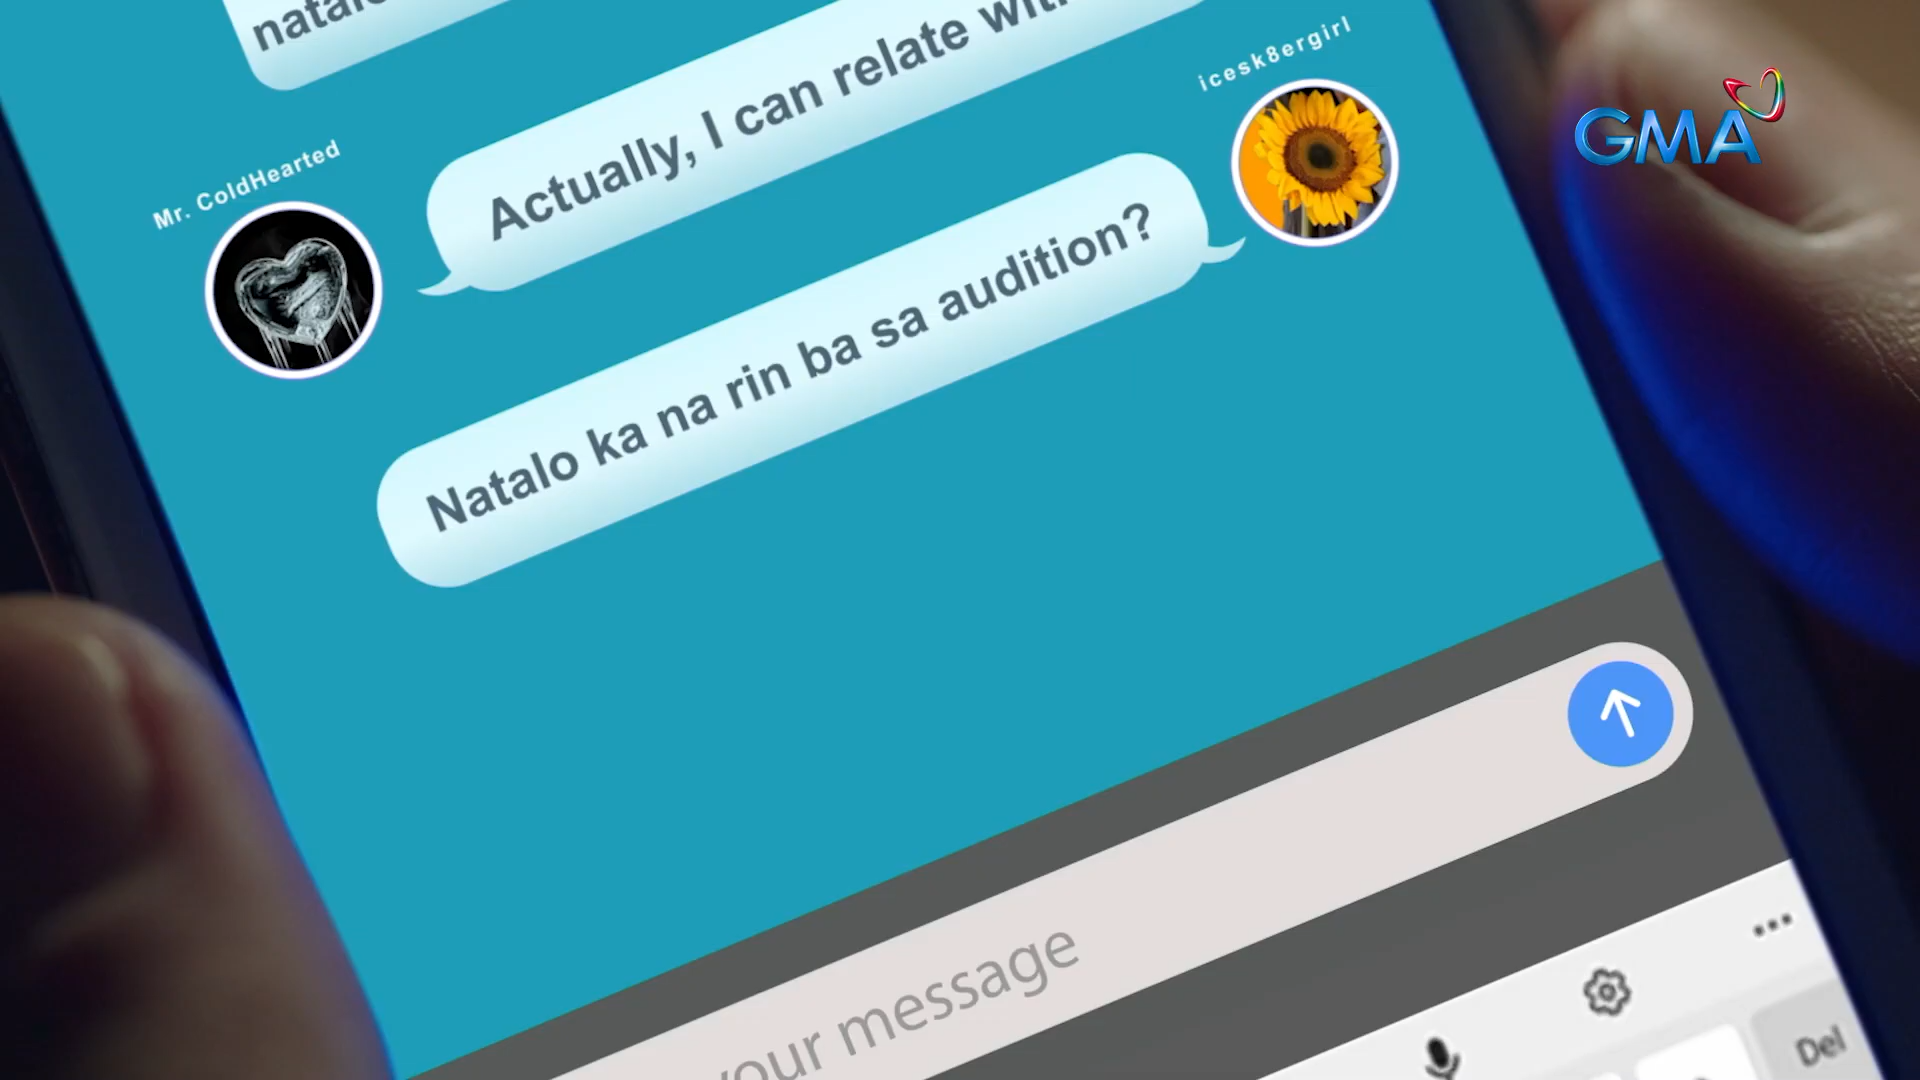 Actually, I can relate
icesk8ergirl
GMA
Mr. ColdHearted
Natalo ka na rin ba sa audition?
message
Del